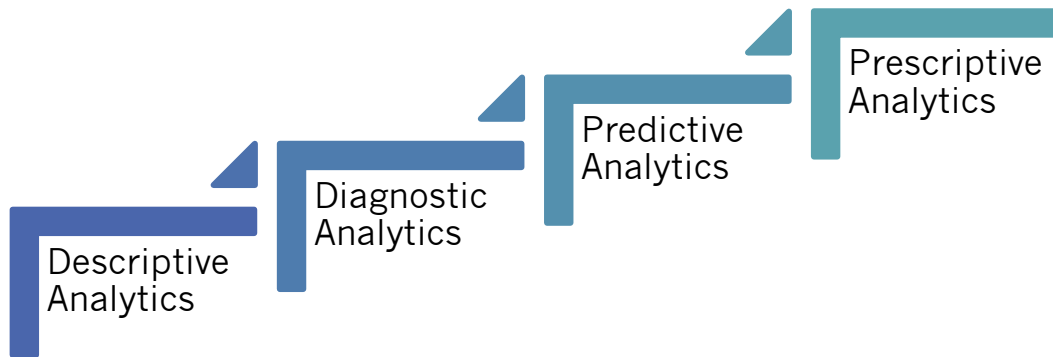 Descriptive
Analytics
Diagnostic
Analytics
Predictive
Analytics
Prescriptive
Analytics